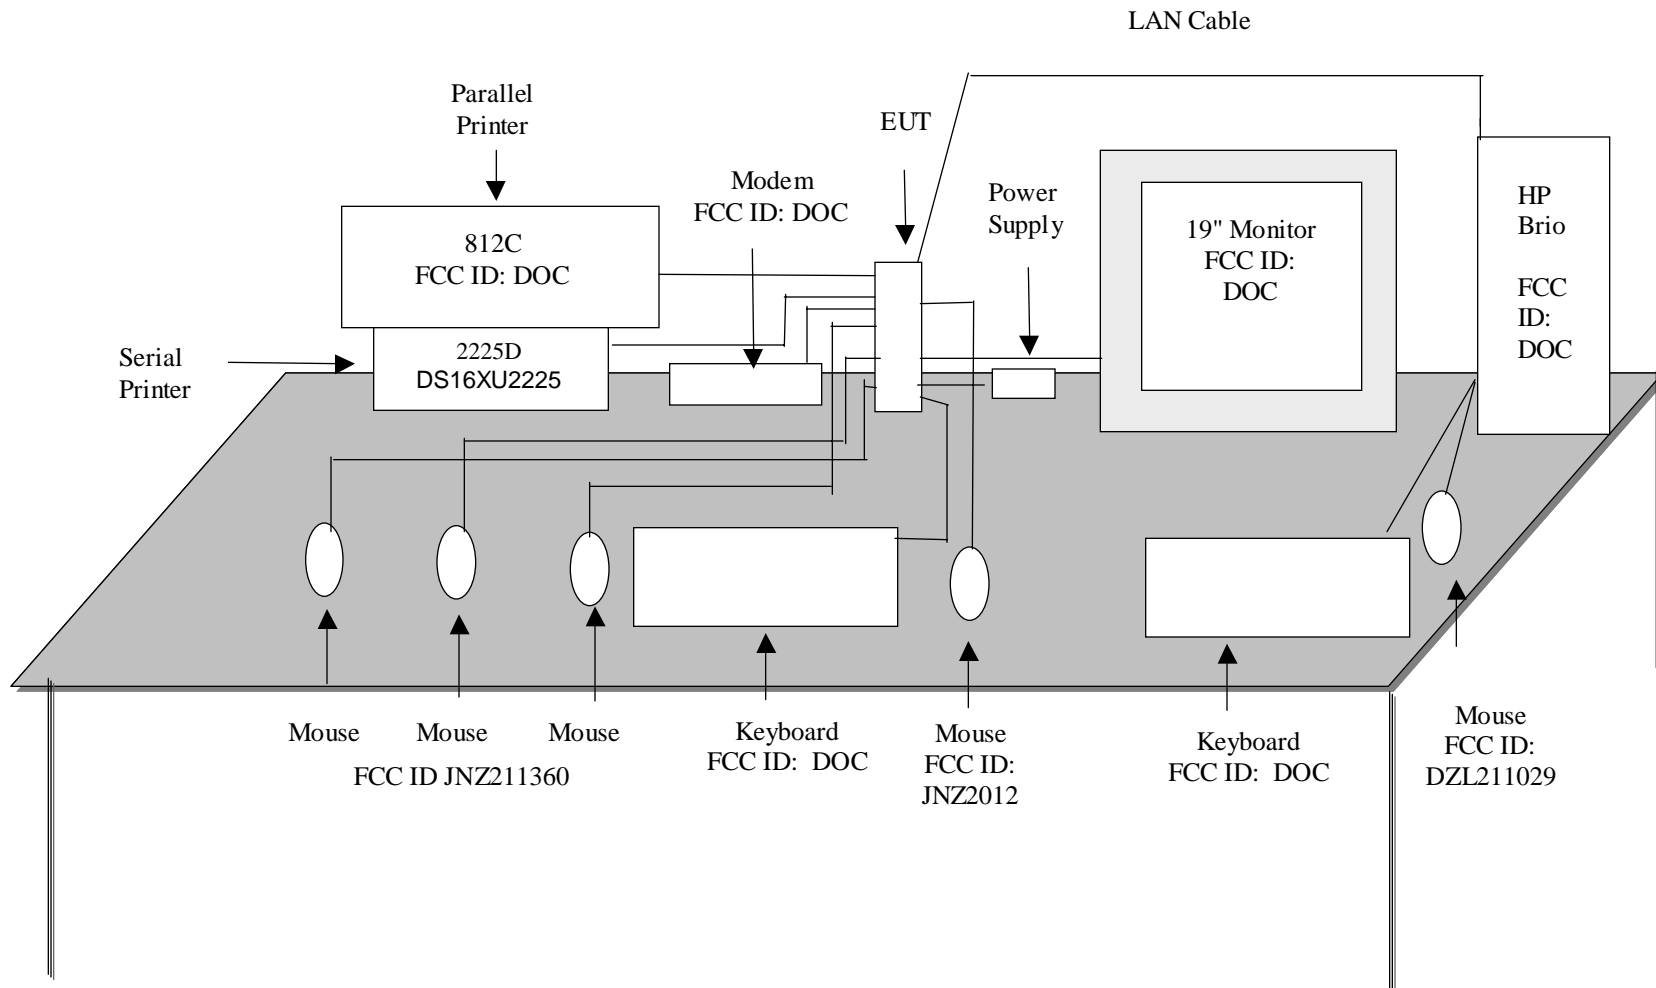 LAN Cable
Parallel
Printer
EUT
Modem
FCC ID: DOC
Power
Supply
812C
FCC ID: DOC
19" Monitor
FCC ID:
DOC
HP
Brio
FCC
ID:
DOC
Serial
Printer
2225D
DS16XU2225
Mouse
Mouse
Mouse
FCC ID JNZ211360
Keyboard
FCC ID:  DOC
Mouse
FCC ID:
JNZ2012
Keyboard
FCC ID:  DOC
Mouse
FCC ID:
DZL211029